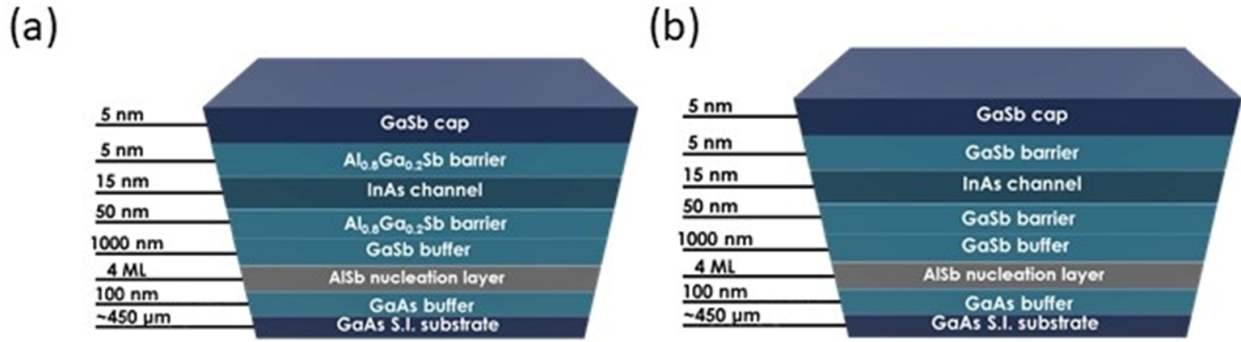 (a)
5 nm GaSb cap
5 nm Al₀.₈Ga₀.₂Sb barrier
15 nm InAs channel
50 nm Al₀.₈Ga₀.₂Sb barrier
1000 nm GaSb buffer
4 ML AlSb nucleation layer
100 nm GaAs buffer
~450 µm GaAs S.I. substrate
(b)
5 nm GaSb cap
5 nm GaSb barrier
15 nm InAs channel
50 nm GaSb barrier
1000 nm GaSb buffer
4 ML AlSb nucleation layer
100 nm GaAs buffer
~450 µm GaAs S.I. substrate